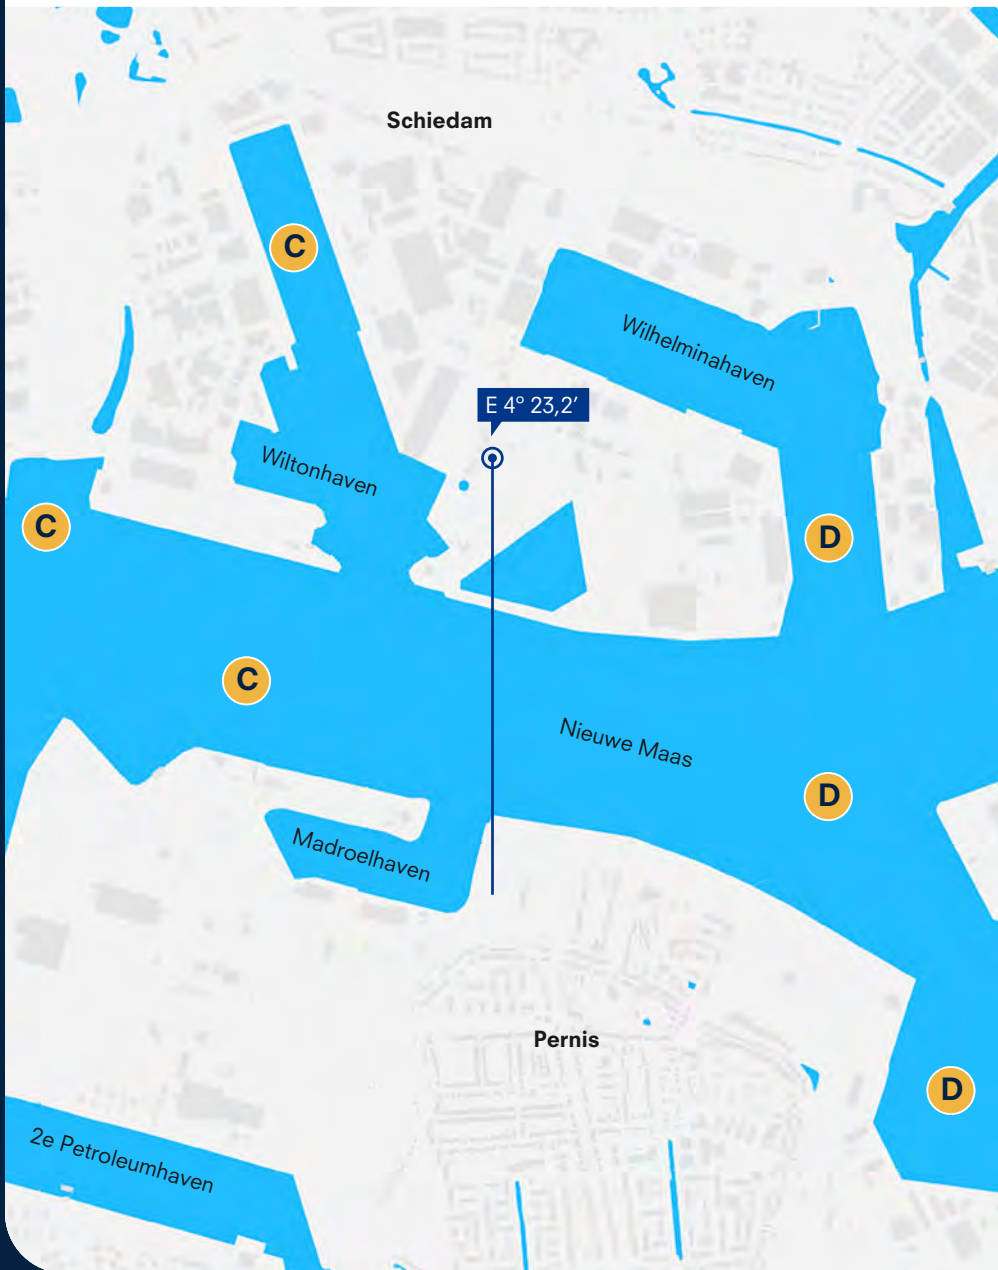 Schiedam
C
Wilhelminahaven
E 4° 23,2’
Wiltonhaven
C
D
C
Nieuwe Maas
D
Madroelhaven
Pernis
D
2e Petroleumhaven